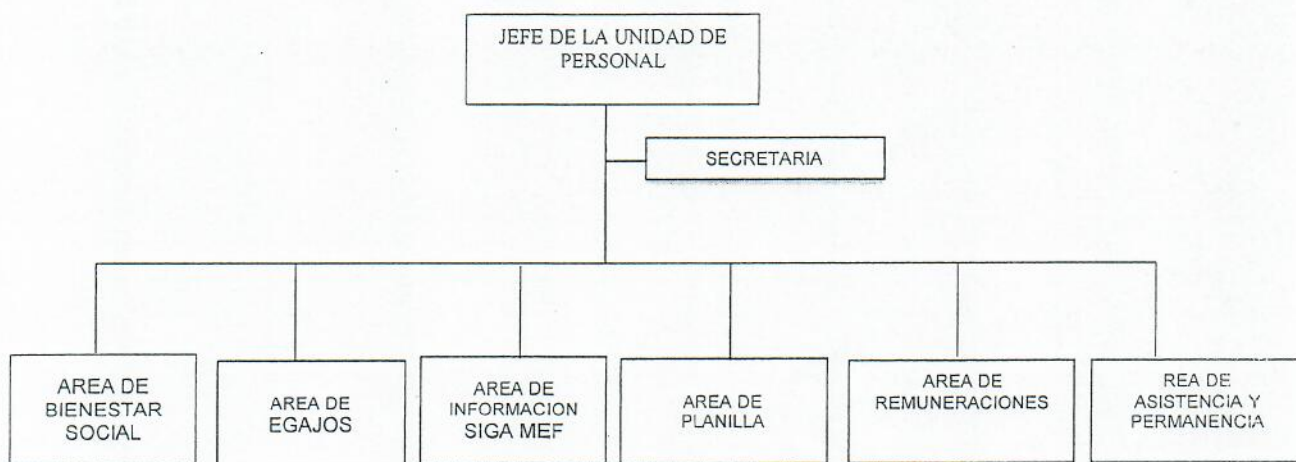 JEFE DE LA UNIDAD DE
PERSONAL
SECRETARIA
AREA DE
BIENESTAR
SOCIAL
AREA DE
EGAJOS
AREA DE
INFORMACION
SIGA MEF
AREA DE
PLANILLA
AREA DE
REMUNERACIONES
REA DE
ASISTENCIA Y
PERMANENCIA